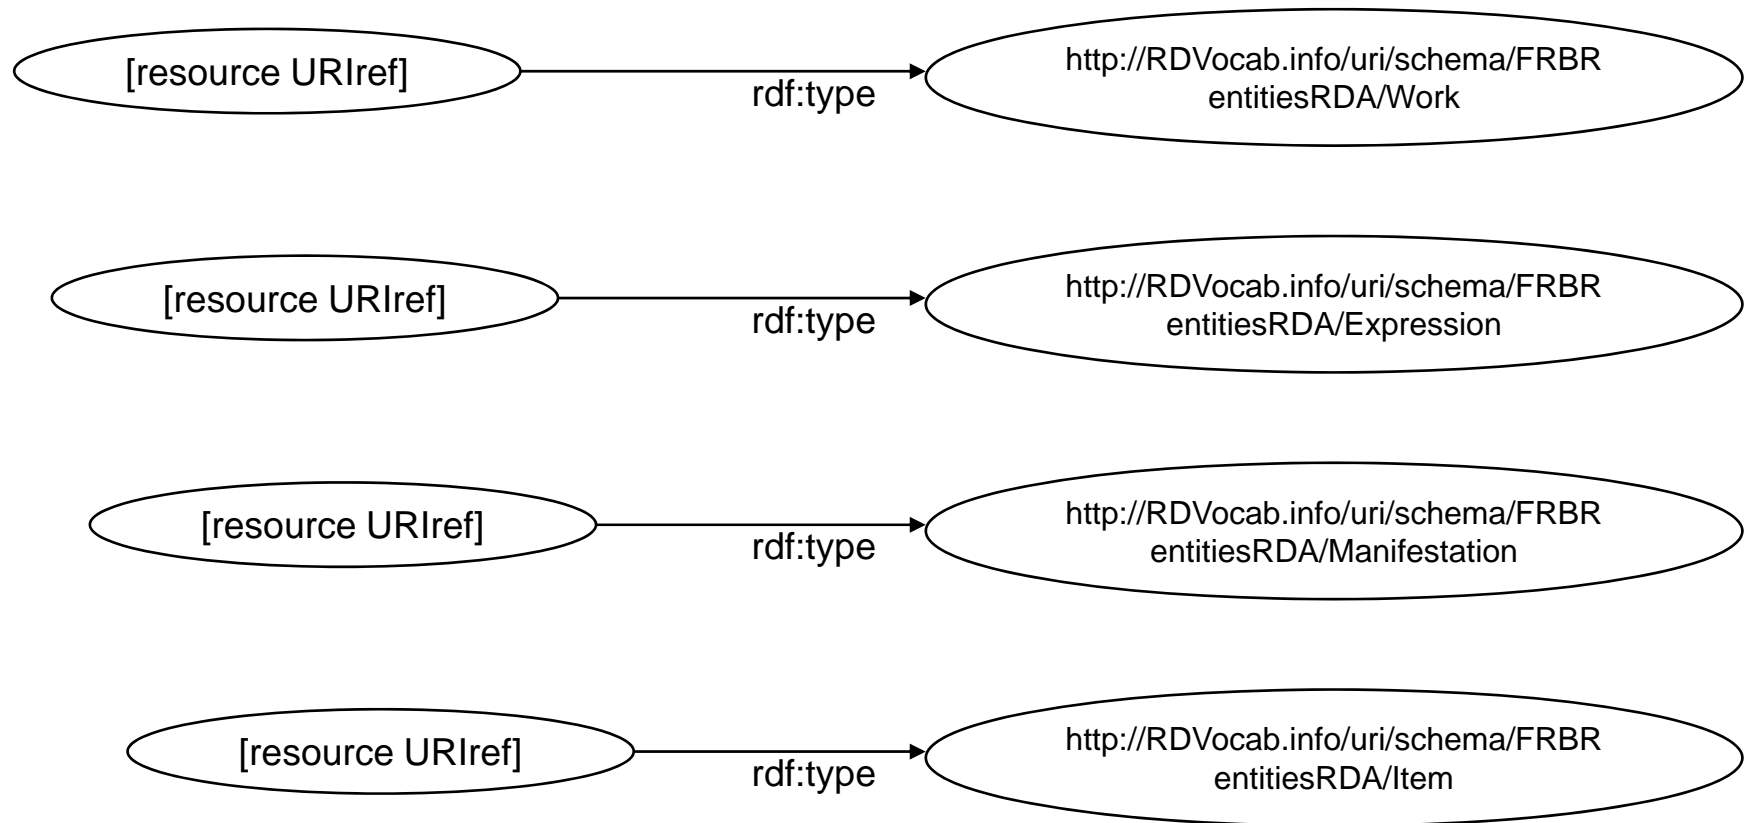 [resource URIref]
rdf:type
http://RDVocab.info/uri/schema/FRBR
entitiesRDA/Work
[resource URIref]
rdf:type
http://RDVocab.info/uri/schema/FRBR
entitiesRDA/Expression
[resource URIref]
rdf:type
http://RDVocab.info/uri/schema/FRBR
entitiesRDA/Manifestation
[resource URIref]
rdf:type
http://RDVocab.info/uri/schema/FRBR
entitiesRDA/Item